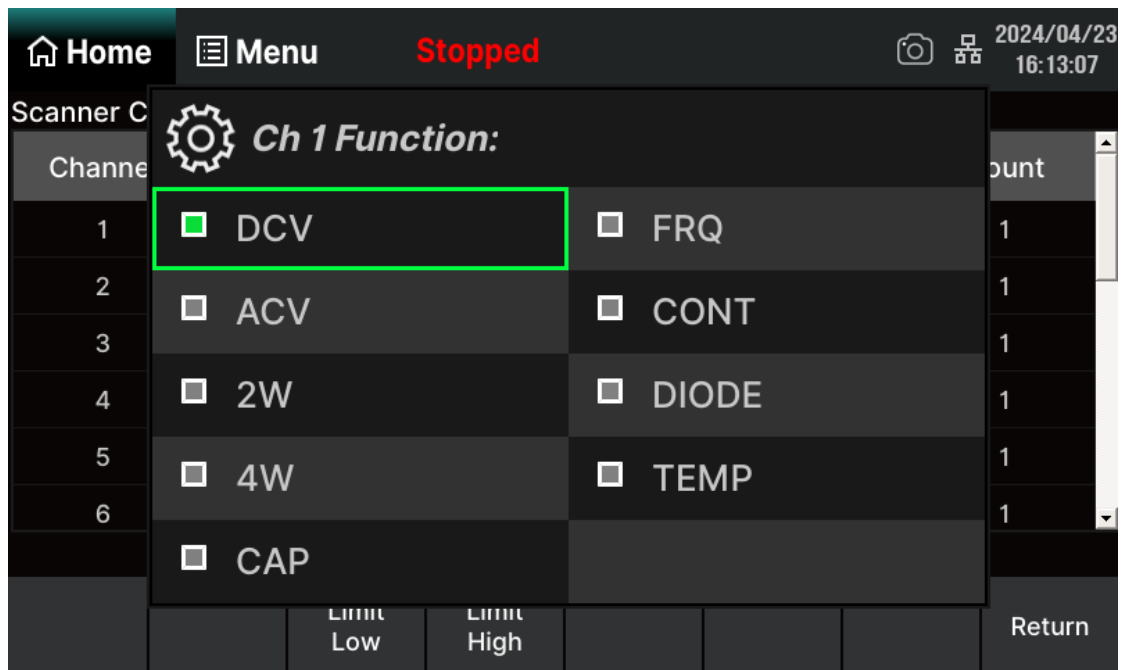 Home Menu Stopped 2024/04/23
16:13:07
Scanner C
Ch 1 Function:
Channe ount
1 DCV FRQ 1
2 ACV CONT 1
3 1
4 2W DIODE 1
5 4W TEMP 1
6 1
CAP
Limit Limit
Low High Return